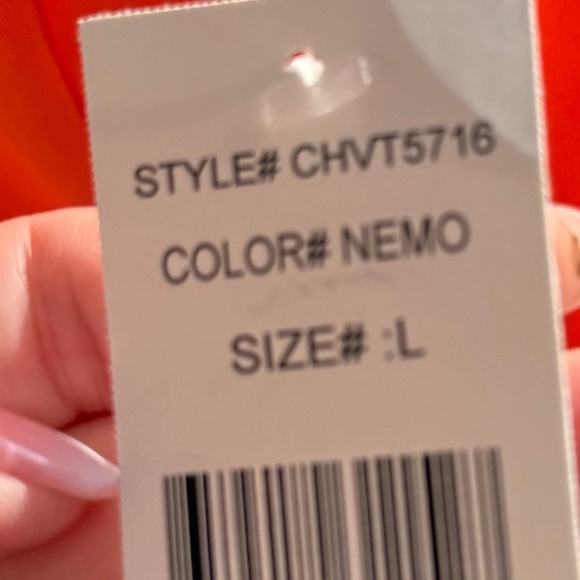 STYLE# CHVT5716
COLOR# NEMO
SIZE# :L